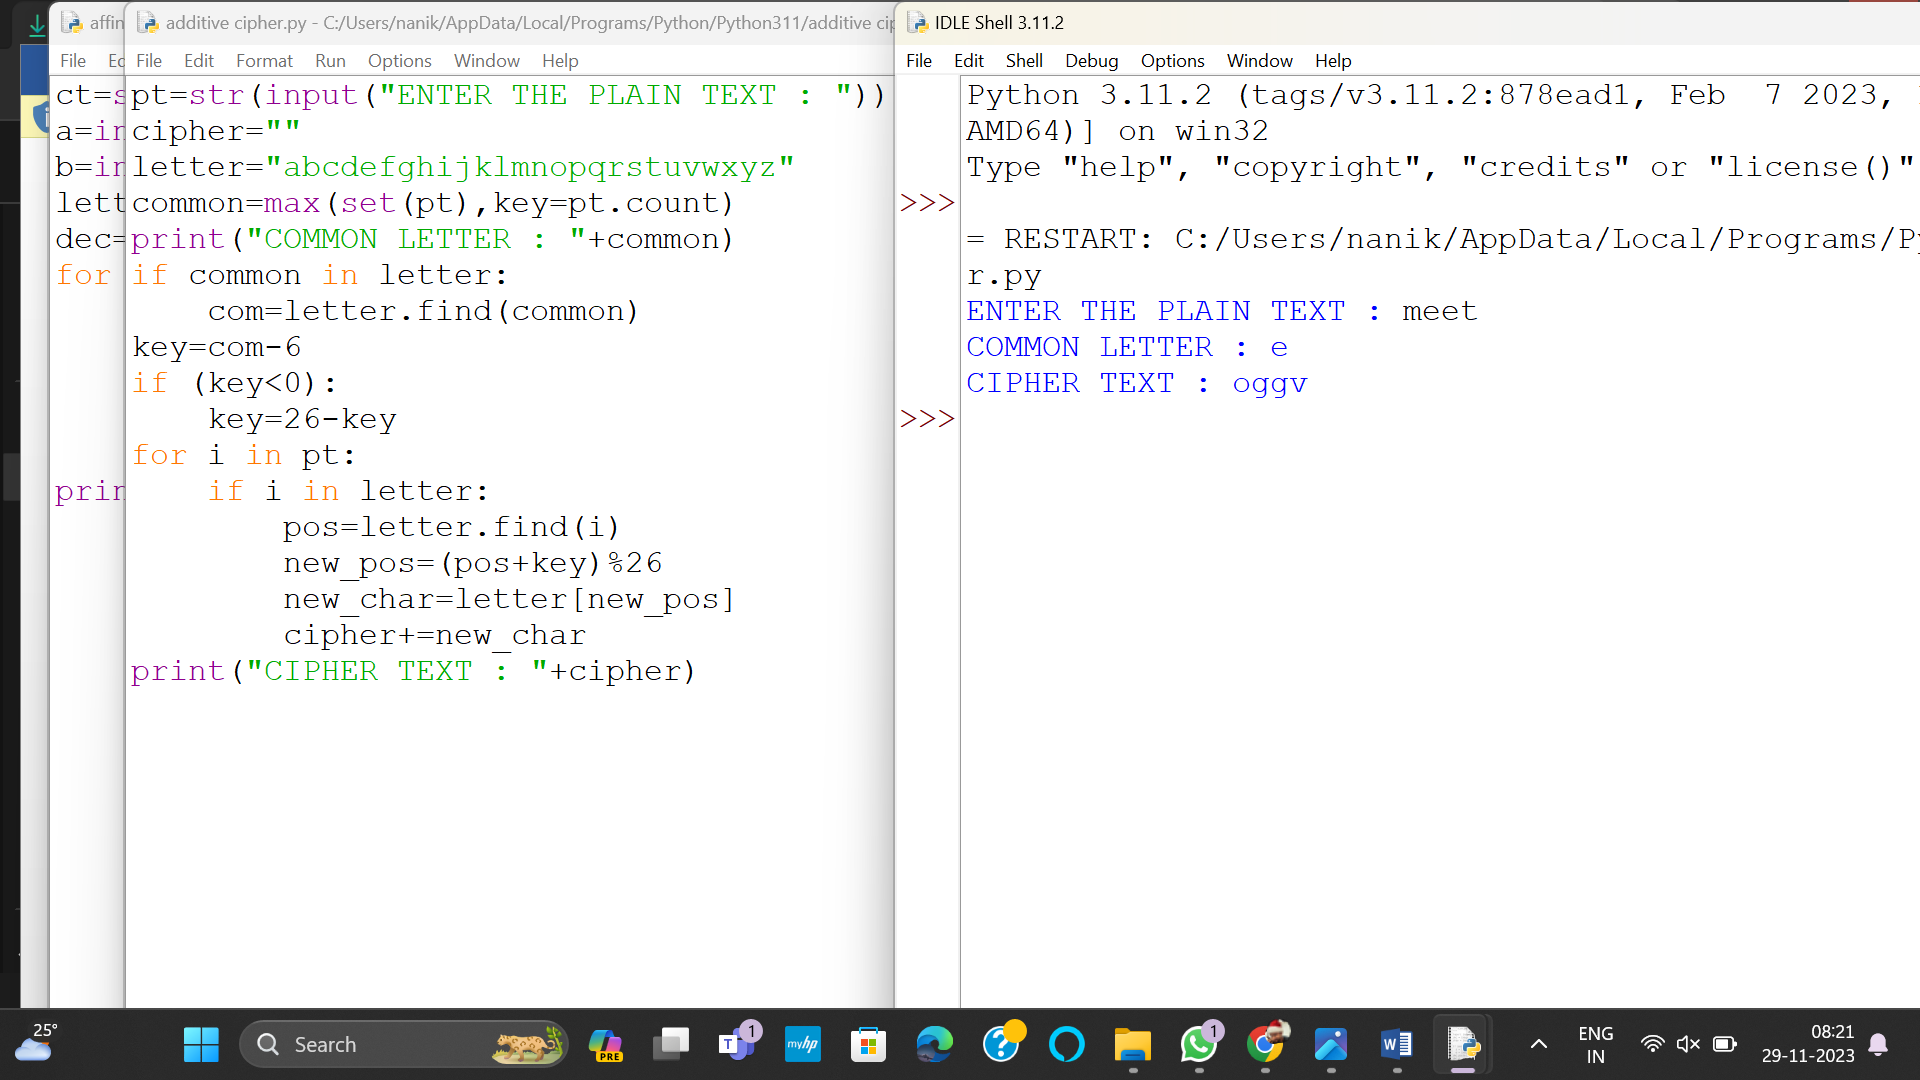 affin
additive cipher.py - C:/Users/nanik/AppData/Local/Programs/Python/Python311/additive cip
IDLE Shell 3.11.2
File Ed
File Edit Format Run Options Window Help
File Edit Shell Debug Options Window Help
ct=s
a=in
b=in
lett
dec=
for
prin
pt=str(input("ENTER THE PLAIN TEXT : "))
cipher=""
letter="abcdefghijklmnopqrstuvwxyz"
common=max(set(pt),key=pt.count)
print("COMMON LETTER : "+common)
if common in letter:
    com=letter.find(common)
key=com-6
if (key<0):
    key=26-key
for i in pt:
    if i in letter:
        pos=letter.find(i)
        new_pos=(pos+key)%26
        new_char=letter[new_pos]
        cipher+=new_char
print("CIPHER TEXT : "+cipher)
Python 3.11.2 (tags/v3.11.2:878ead1, Feb  7 2023,
AMD64)] on win32
Type "help", "copyright", "credits" or "license()"
>>>
= RESTART: C:/Users/nanik/AppData/Local/Programs/Py
r.py
ENTER THE PLAIN TEXT : meet
COMMON LETTER : e
CIPHER TEXT : oggv
>>>
25°
Search
PRE
T
1
myhp
?
1
W
ENG
IN
08:21
29-11-2023